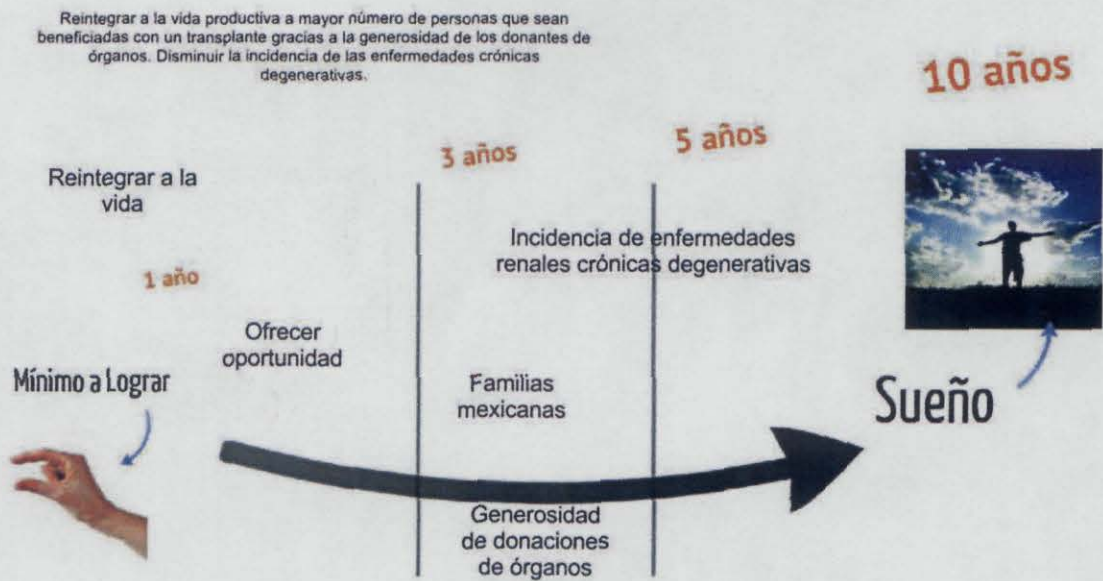 Reintegrar a la vida productiva a mayor número de personas que sean
beneficiadas con un transplante gracias a la generosidad de los donantes de
órganos. Disminuir la incidencia de las enfermedades crónicas
degenerativas.
10 años
5 años
3 años
Reintegrar a la
vida
Incidencia de enfermedades
renales crónicas degenerativas
1 año
Ofrecer
oportunidad
Mínimo a Lograr
Familias
mexicanas
Sueño
Generosidad
de donaciones
de órganos